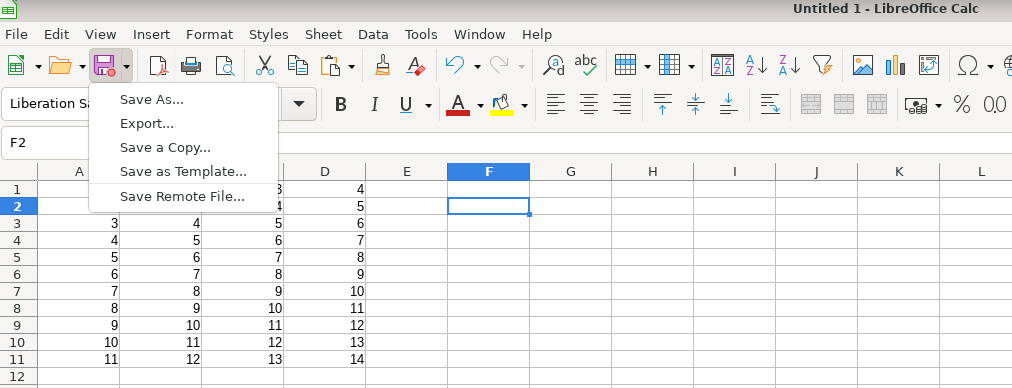 Untitled 1 - LibreOffice Calc
File Edit View Insert Format Styles Sheet Data Tools Window Help
abc
Liberation Sa B I U A % 0.0
F2
Save As...
Export...
Save a Copy...
Save as Template...
Save Remote File...
A D E F G H I J K L
1 3 4
2 4 5
3 3 4 5 6
4 4 5 6 7
5 5 6 7 8
6 6 7 8 9
7 7 8 9 10
8 8 9 10 11
9 9 10 11 12
10 10 11 12 13
11 11 12 13 14
12